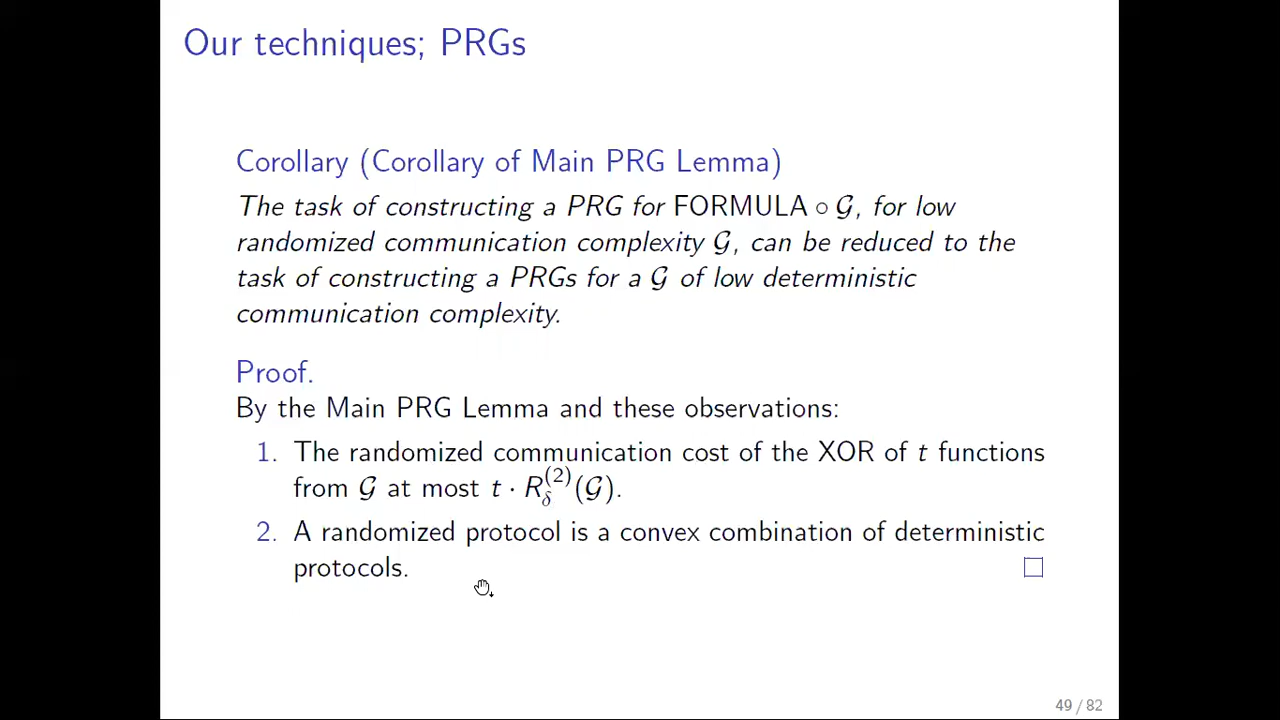 Our techniques; PRGs
Corollary (Corollary of Main PRG Lemma)
The task of constructing a PRG for FORMULA ∘ 𝒢, for low
randomized communication complexity 𝒢, can be reduced to the
task of constructing a PRGs for a 𝒢 of low deterministic
communication complexity.
Proof.
By the Main PRG Lemma and these observations:
1. The randomized communication cost of the XOR of t functions
from 𝒢 at most t · R_δ^(2)(𝒢).
2. A randomized protocol is a convex combination of deterministic
protocols. □
49 / 82